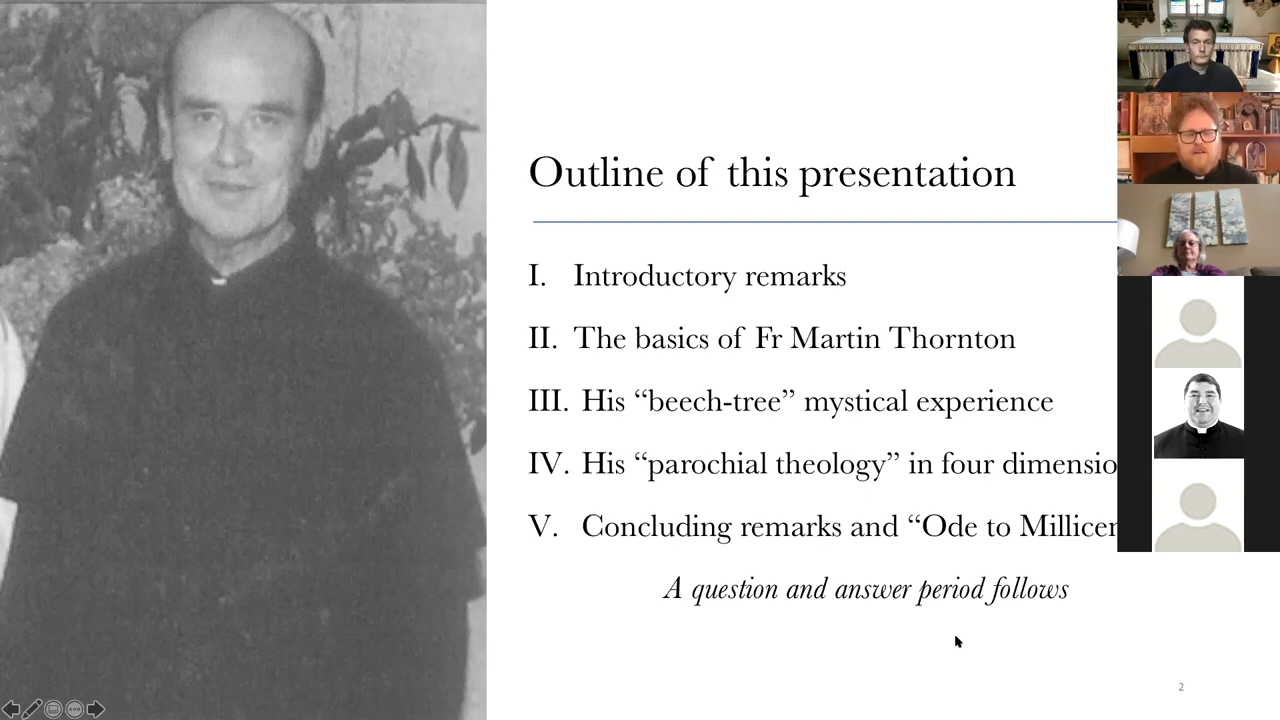 Outline of this presentation
I. Introductory remarks
II. The basics of Fr Martin Thornton
III. His “beech-tree” mystical experience
IV. His “parochial theology” in four dimensio
V. Concluding remarks and “Ode to Millicen
A question and answer period follows
2